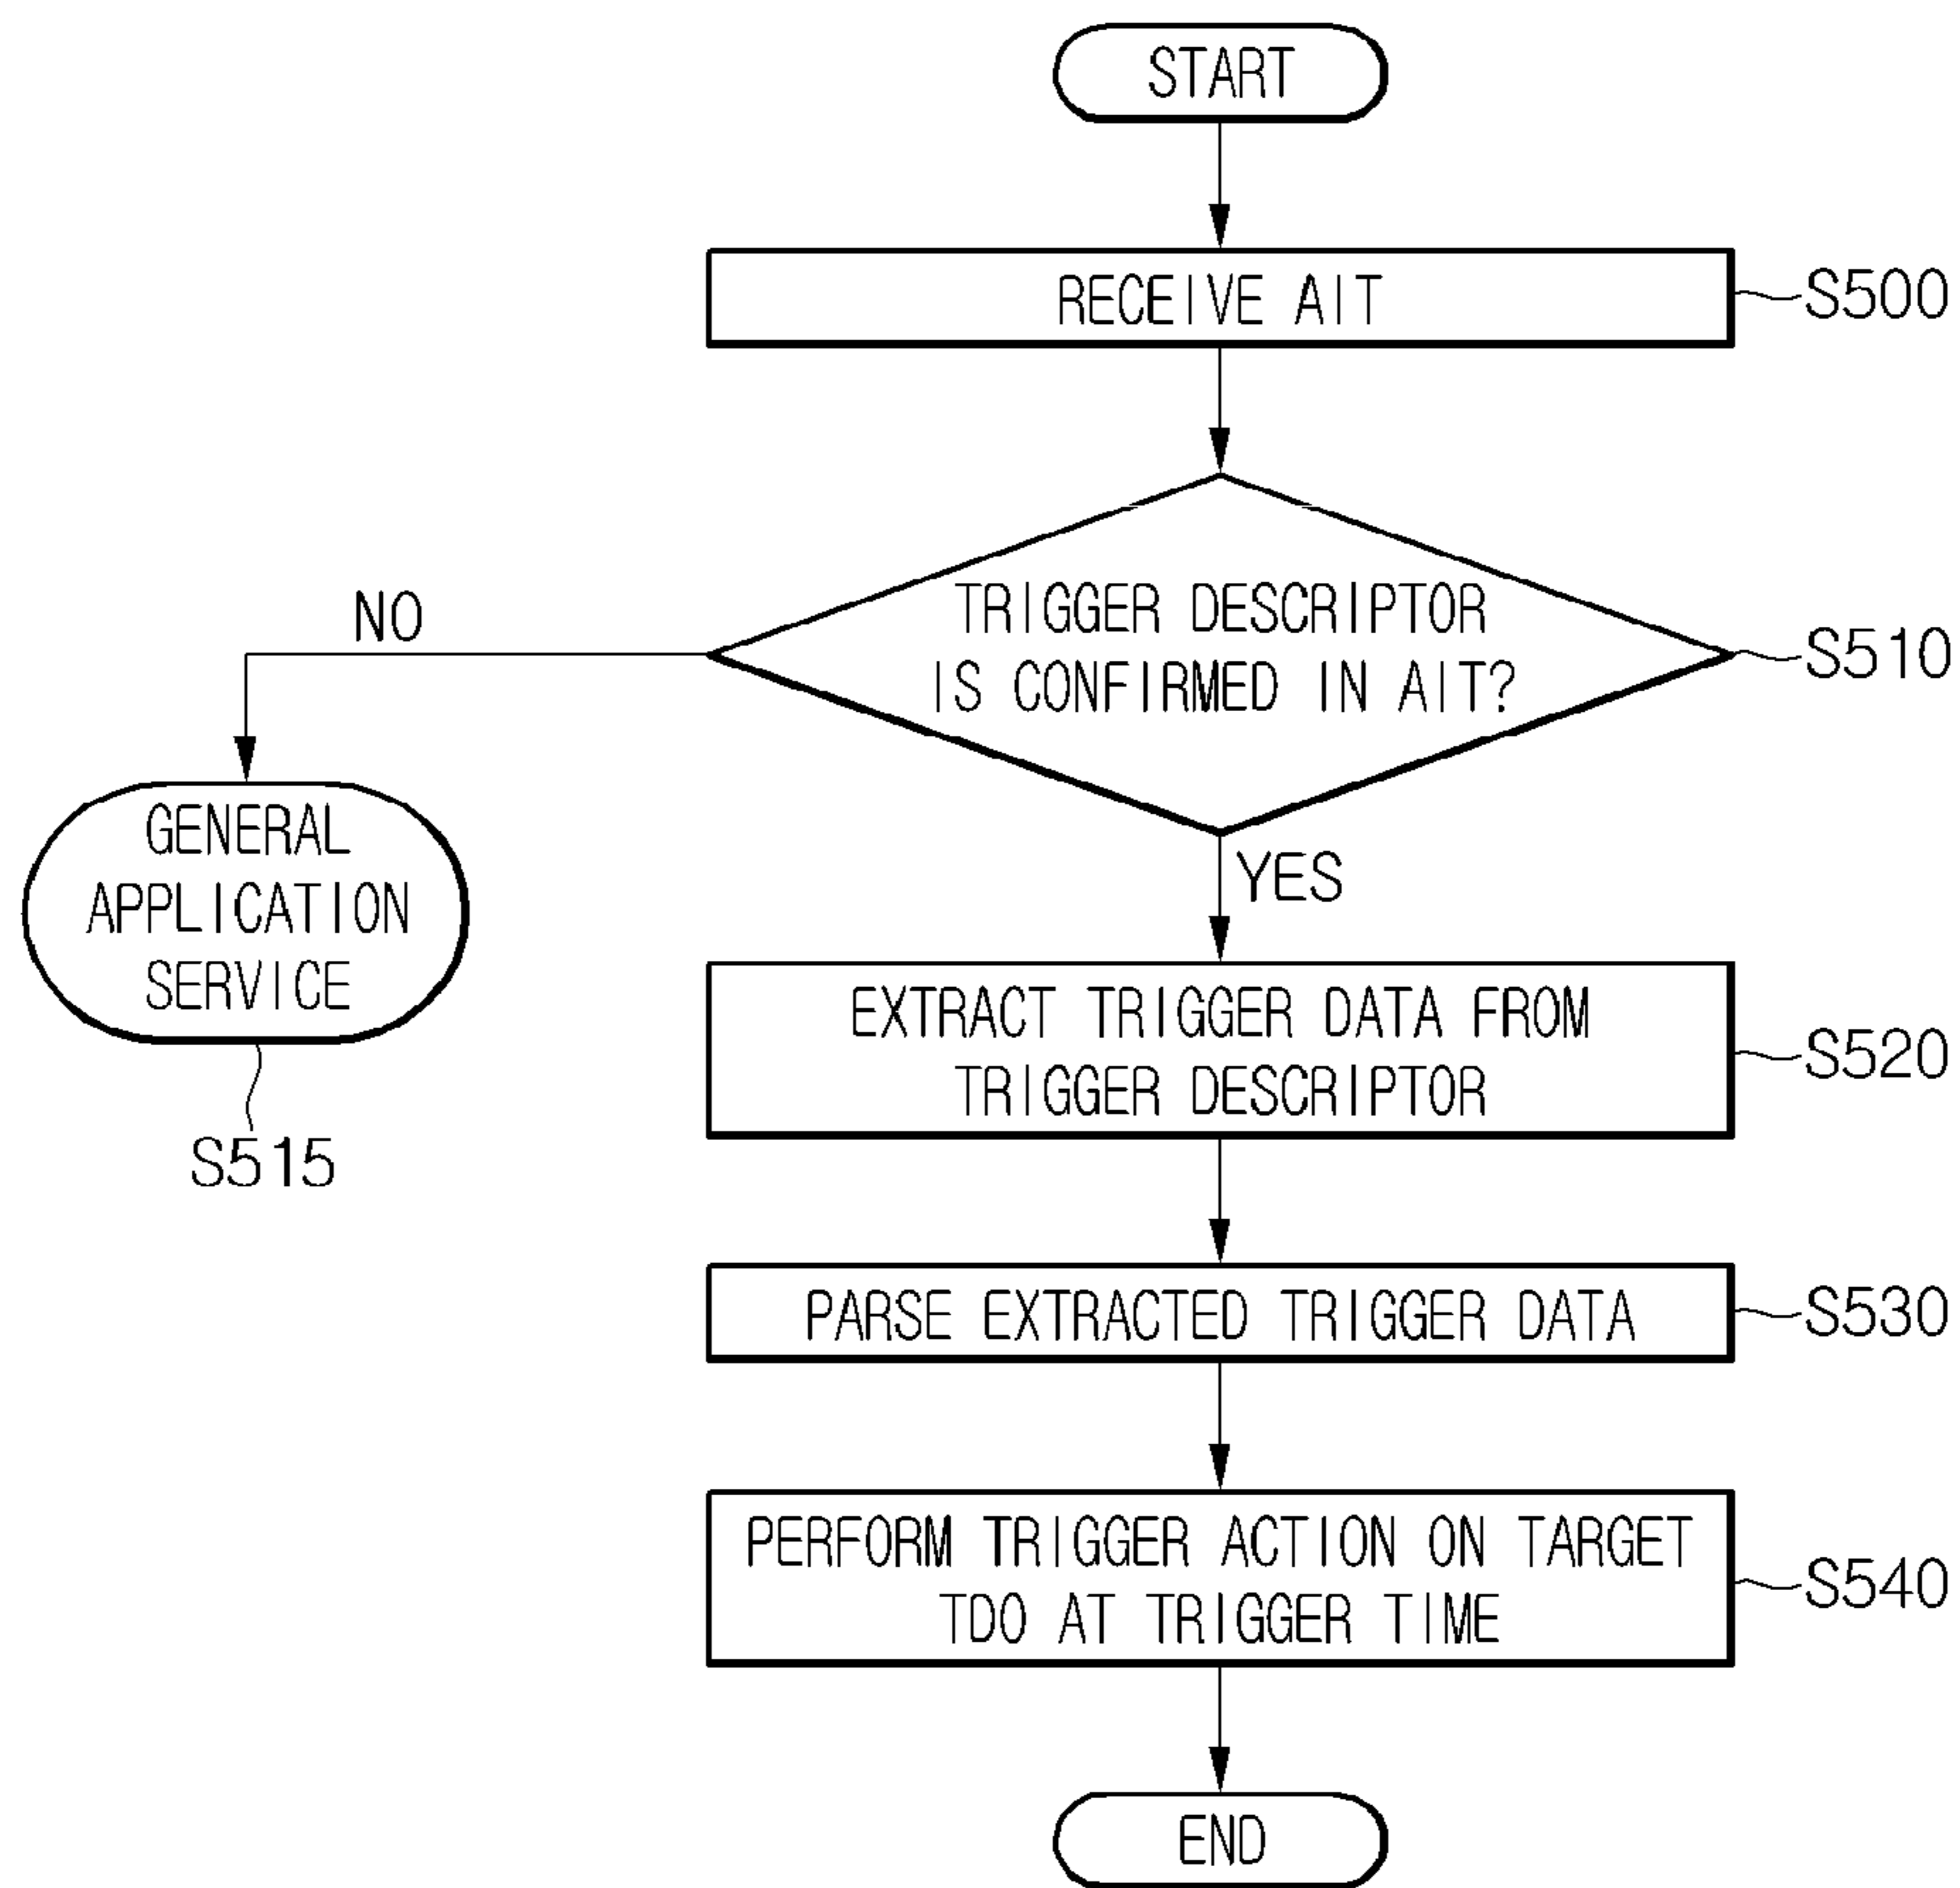 START
RECEIVE AIT
S500
TRIGGER DESCRIPTOR
IS CONFIRMED IN AIT?
S510
NO
YES
GENERAL
APPLICATION
SERVICE
S515
EXTRACT TRIGGER DATA FROM
TRIGGER DESCRIPTOR
S520
PARSE EXTRACTED TRIGGER DATA
S530
PERFORM TRIGGER ACTION ON TARGET
TDO AT TRIGGER TIME
S540
END